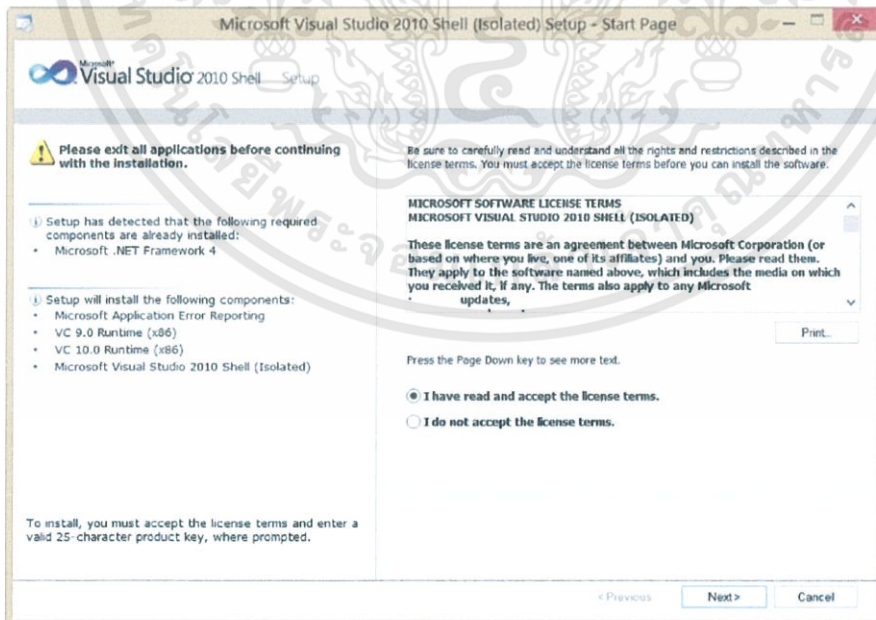 Microsoft Visual Studio 2010 Shell (Isolated) Setup - Start Page
Microsoft
Visual Studio 2010 Shell Setup
Please exit all applications before continuing
with the installation.
Setup has detected that the following required
components are already installed:
• Microsoft .NET Framework 4
Setup will install the following components:
• Microsoft Application Error Reporting
• VC 9.0 Runtime (x86)
• VC 10.0 Runtime (x86)
• Microsoft Visual Studio 2010 Shell (Isolated)
To install, you must accept the license terms and enter a
valid 25-character product key, where prompted.
Be sure to carefully read and understand all the rights and restrictions described in the
license terms. You must accept the license terms before you can install the software.
MICROSOFT SOFTWARE LICENSE TERMS
MICROSOFT VISUAL STUDIO 2010 SHELL (ISOLATED)
These license terms are an agreement between Microsoft Corporation (or
based on where you live, one of its affiliates) and you. Please read them.
They apply to the software named above, which includes the media on which
you received it, if any. The terms also apply to any Microsoft
• updates,
Print..
Press the Page Down key to see more text.
I have read and accept the license terms.
I do not accept the license terms.
< Previous
Next >
Cancel